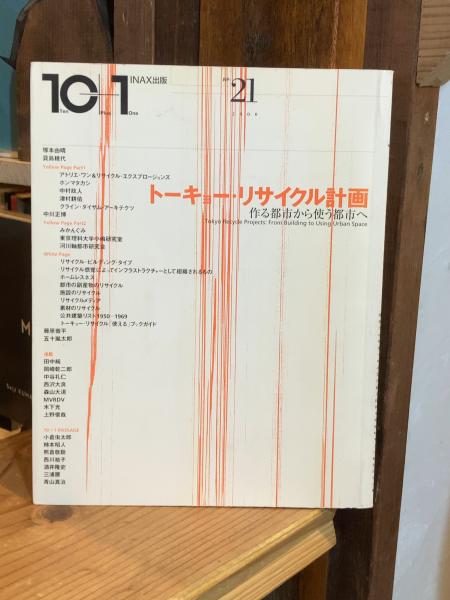 10+1
Ten Plus One
INAX出版
21
2000
塚本由晴
貝島桃代
Yellow Page Part1
アトリエ・ワン&リサイクル・エクスプロージョンズ
ホンマタカシ
中村政人
津村耕佑
クライン・ダイサム・アーキテクツ
中川正博
Yellow Page Part2
みかんぐみ
東京理科大学小嶋研究室
河川軸都市研究会
White Page
リサイクル・ビルディング・タイプ
リサイクル感覚によってインフラストラクチャーとして組織されるもの
ホームレスネス
都市の副産物のリサイクル
施設のリサイクル
リサイクルメディア
素材のリサイクル
公共建築リスト1950-1969
トーキョー・リサイクル「使える」ブックガイド
藤原徹平
五十嵐太郎
連載
田中純
岡崎乾二郎
中谷礼仁
西沢大良
森山大道
MVRDV
木下光
上野俊哉
10+1 PACKAGE
小倉虫太郎
柿本昭人
熊倉敬聡
西川祐子
酒井隆史
三浦展
青山真治
トーキョー・リサイクル計画
作る都市から使う都市へ
Tokyo Recycle Projects: From Building to Using Urban Space